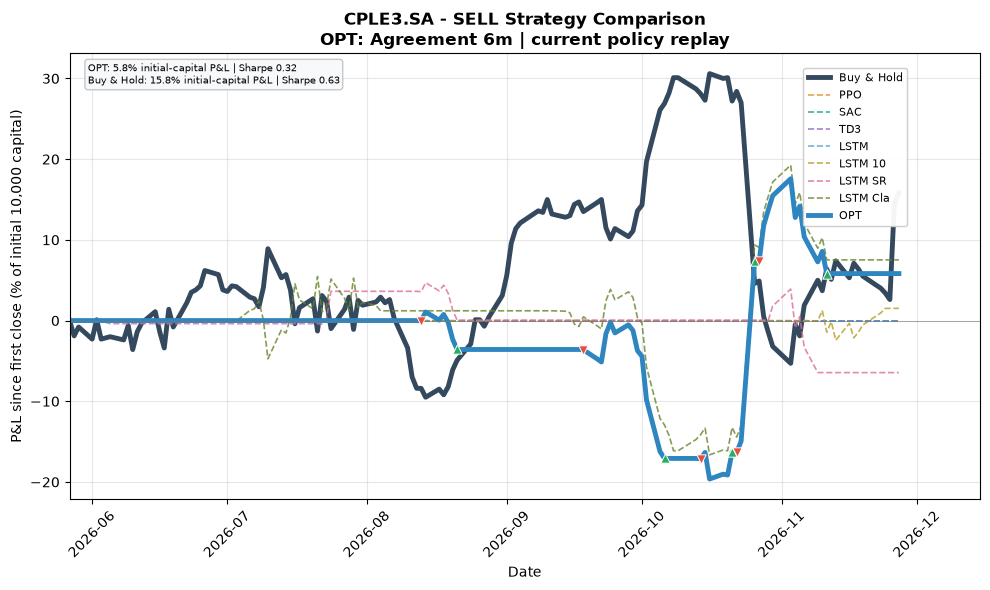 CPLE3.SA - SELL Strategy Comparison
OPT: Agreement 6m | current policy replay
OPT: 5.8% initial-capital P&L | Sharpe 0.32
Buy & Hold: 15.8% initial-capital P&L | Sharpe 0.63
Buy & Hold
PPO
SAC
TD3
LSTM
LSTM 10
LSTM SR
LSTM Cla
OPT
P&L since first close (% of initial 10,000 capital)
30
20
10
0
−10
−20
2026-06
2026-07
2026-08
2026-09
2026-10
2026-11
2026-12
Date